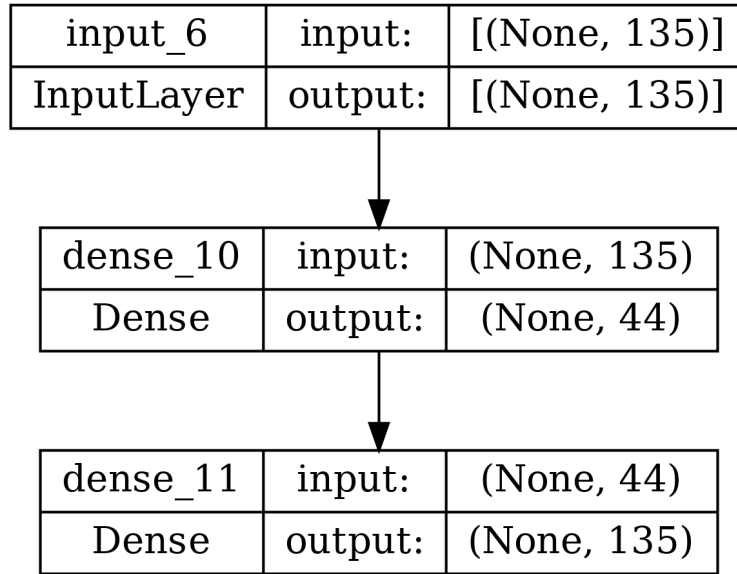 input_6 input: [(None, 135)]
InputLayer output: [(None, 135)]
dense_10 input: (None, 135)
Dense output: (None, 44)
dense_11 input: (None, 44)
Dense output: (None, 135)